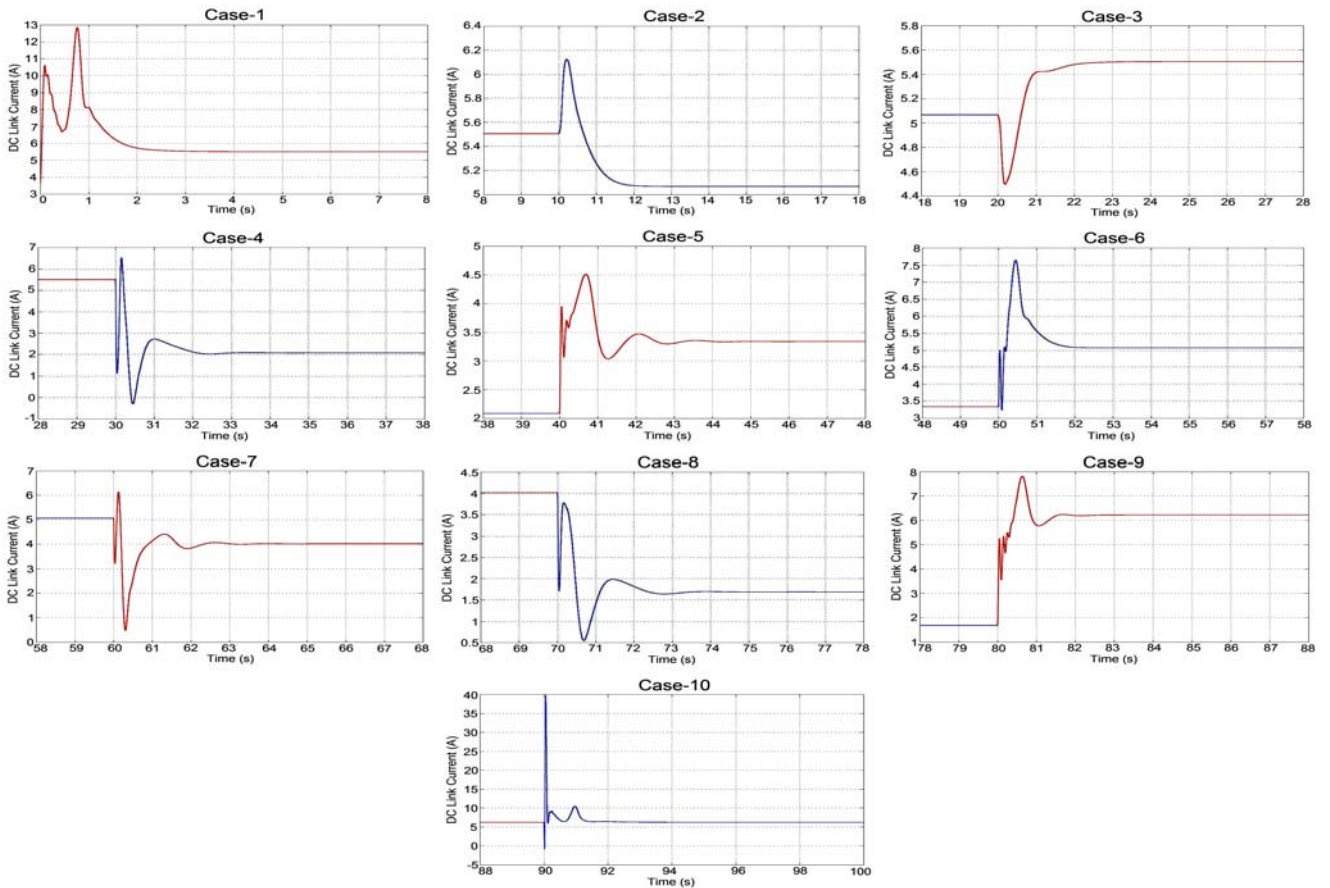 Case-1
13
12
11
10
9
8
7
6
5
4
3
DC Link Current (A)
0 1 2 3 4 5 6 7 8
Time (s)
Case-2
6.4
6.2
6
5.8
5.6
5.4
5.2
5
DC Link Current (A)
8 9 10 11 12 13 14 15 16 17 18
Time (s)
Case-3
5.8
5.6
5.4
5.2
5
4.8
4.6
4.4
DC Link Current (A)
18 19 20 21 22 23 24 25 26 27 28
Time (s)
Case-4
7
6
5
4
3
2
1
0
-1
DC Link Current (A)
28 29 30 31 32 33 34 35 36 37 38
Time (s)
Case-5
5
4.5
4
3.5
3
2.5
2
DC Link Current (A)
38 39 40 41 42 43 44 45 46 47 48
Time (s)
Case-6
8
7.5
7
6.5
6
5.5
5
4.5
4
3.5
3
DC Link Current (A)
48 49 50 51 52 53 54 55 56 57 58
Time (s)
Case-7
7
6
5
4
3
2
1
0
DC Link Current (A)
58 59 60 61 62 63 64 65 66 67 68
Time (s)
Case-8
4.5
4
3.5
3
2.5
2
1.5
1
0.5
DC Link Current (A)
68 69 70 71 72 73 74 75 76 77 78
Time (s)
Case-9
8
7
6
5
4
3
2
1
DC Link Current (A)
78 79 80 81 82 83 84 85 86 87 88
Time (s)
Case-10
40
35
30
25
20
15
10
5
0
-5
DC Link Current (A)
88 90 92 94 96 98 100
Time (s)